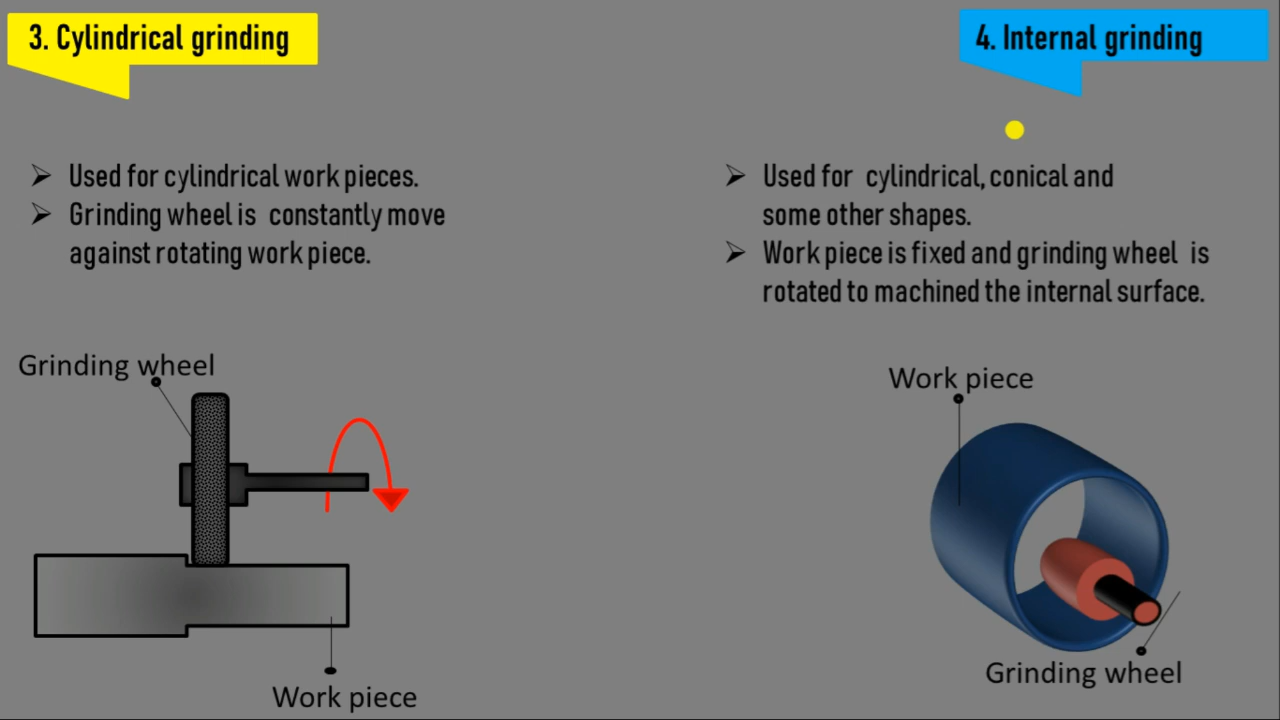 3. Cylindrical grinding
➢ Used for cylindrical work pieces.
➢ Grinding wheel is constantly move
against rotating work piece.
Grinding wheel
Work piece
4. Internal grinding
➢ Used for cylindrical, conical and
some other shapes.
➢ Work piece is fixed and grinding wheel is
rotated to machined the internal surface.
Work piece
Grinding wheel